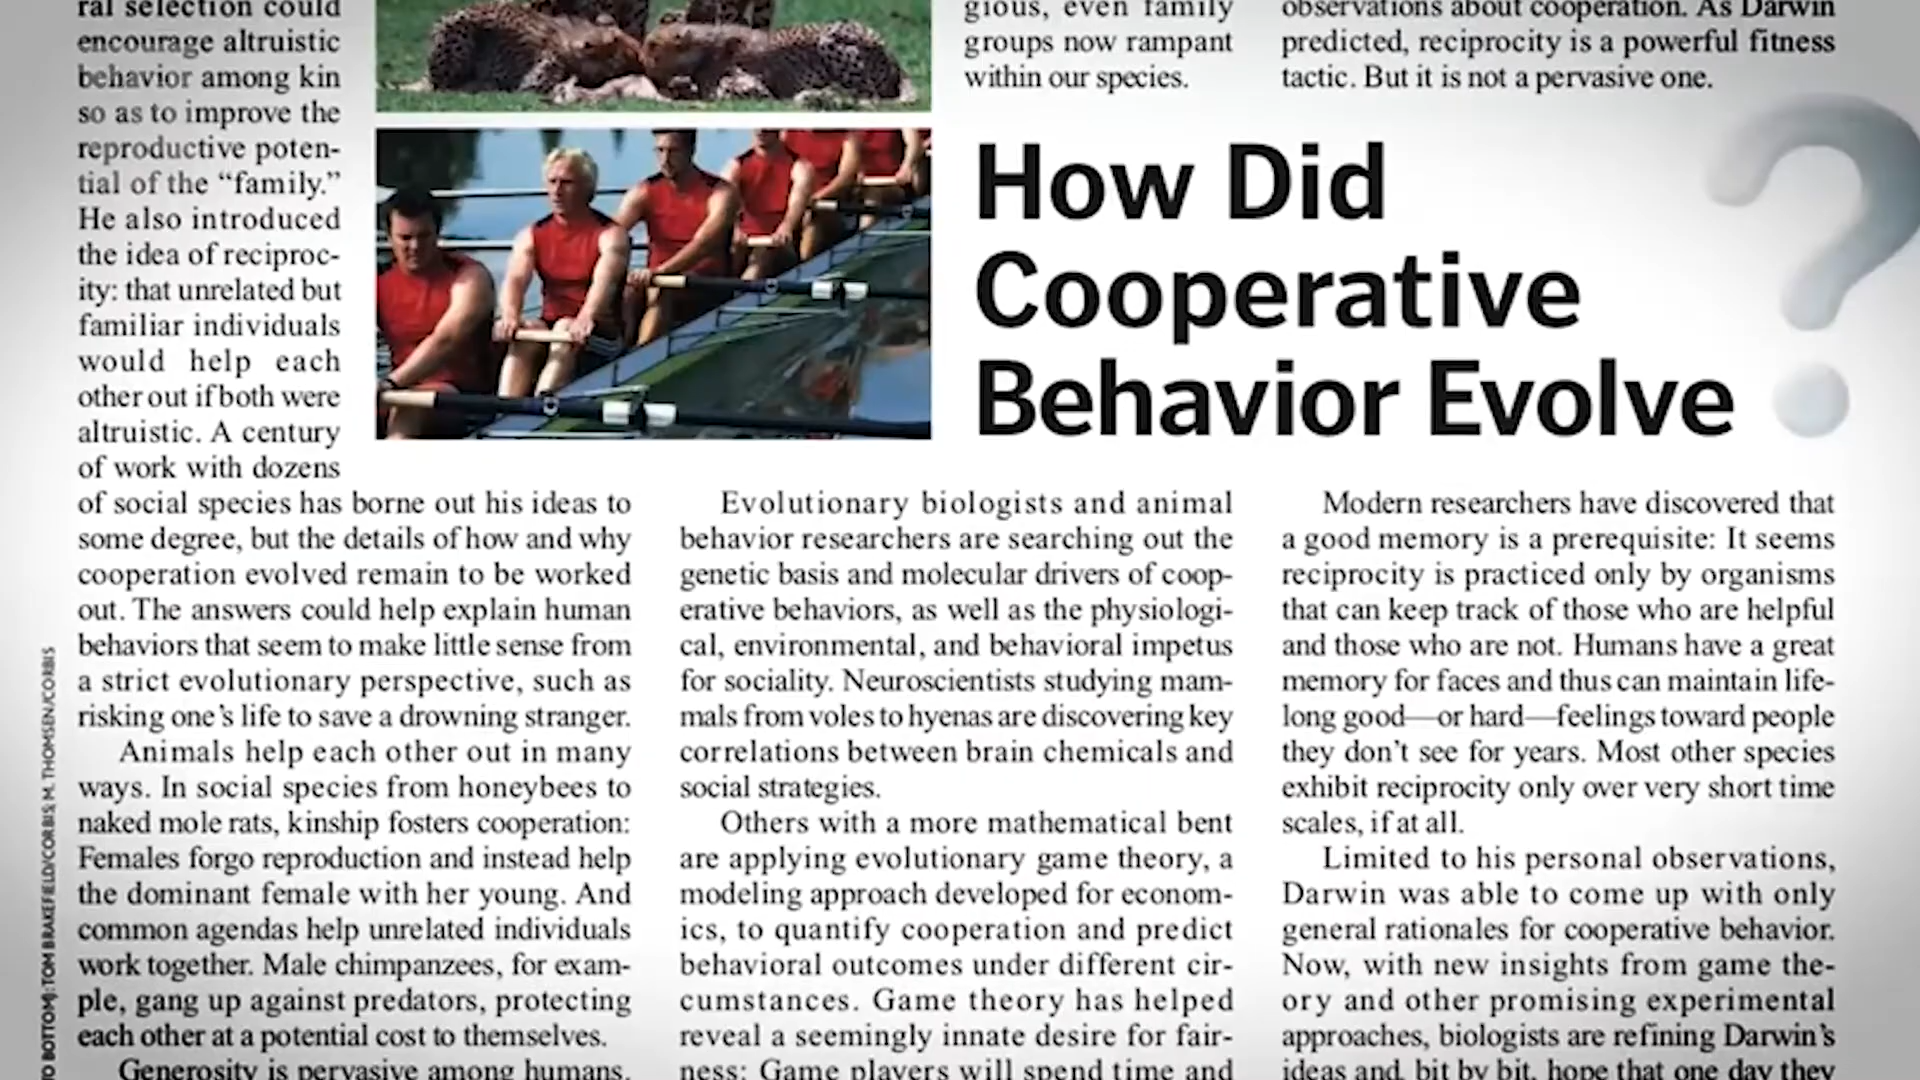 ral selection could
encourage altruistic
behavior among kin
so as to improve the
reproductive poten-
tial of the “family.”
He also introduced
the idea of reciproc-
ity: that unrelated but
familiar individuals
would help each
other out if both were
altruistic. A century
of work with dozens
of social species has borne out his ideas to
some degree, but the details of how and why
cooperation evolved remain to be worked
out. The answers could help explain human
behaviors that seem to make little sense from
a strict evolutionary perspective, such as
risking one’s life to save a drowning stranger.
Animals help each other out in many
ways. In social species from honeybees to
naked mole rats, kinship fosters cooperation:
Females forgo reproduction and instead help
the dominant female with her young. And
common agendas help unrelated individuals
work together. Male chimpanzees, for exam-
ple, gang up against predators, protecting
each other at a potential cost to themselves.
Generosity is pervasive among humans.
gious, even family
groups now rampant
within our species.
observations about cooperation. As Darwin
predicted, reciprocity is a powerful fitness
tactic. But it is not a pervasive one.
How Did
Cooperative
Behavior Evolve
?
Evolutionary biologists and animal
behavior researchers are searching out the
genetic basis and molecular drivers of coop-
erative behaviors, as well as the physiologi-
cal, environmental, and behavioral impetus
for sociality. Neuroscientists studying mam-
mals from voles to hyenas are discovering key
correlations between brain chemicals and
social strategies.
Others with a more mathematical bent
are applying evolutionary game theory, a
modeling approach developed for econom-
ics, to quantify cooperation and predict
behavioral outcomes under different cir-
cumstances. Game theory has helped
reveal a seemingly innate desire for fair-
ness: Game players will spend time and
Modern researchers have discovered that
a good memory is a prerequisite: It seems
reciprocity is practiced only by organisms
that can keep track of those who are helpful
and those who are not. Humans have a great
memory for faces and thus can maintain life-
long good—or hard—feelings toward people
they don’t see for years. Most other species
exhibit reciprocity only over very short time
scales, if at all.
Limited to his personal observations,
Darwin was able to come up with only
general rationales for cooperative behavior.
Now, with new insights from game the-
ory and other promising experimental
approaches, biologists are refining Darwin’s
ideas and, bit by bit, hope that one day they
BOTTOM): TOM BRAKEFIELD/CORBIS; M. THOMSEN/CORBIS